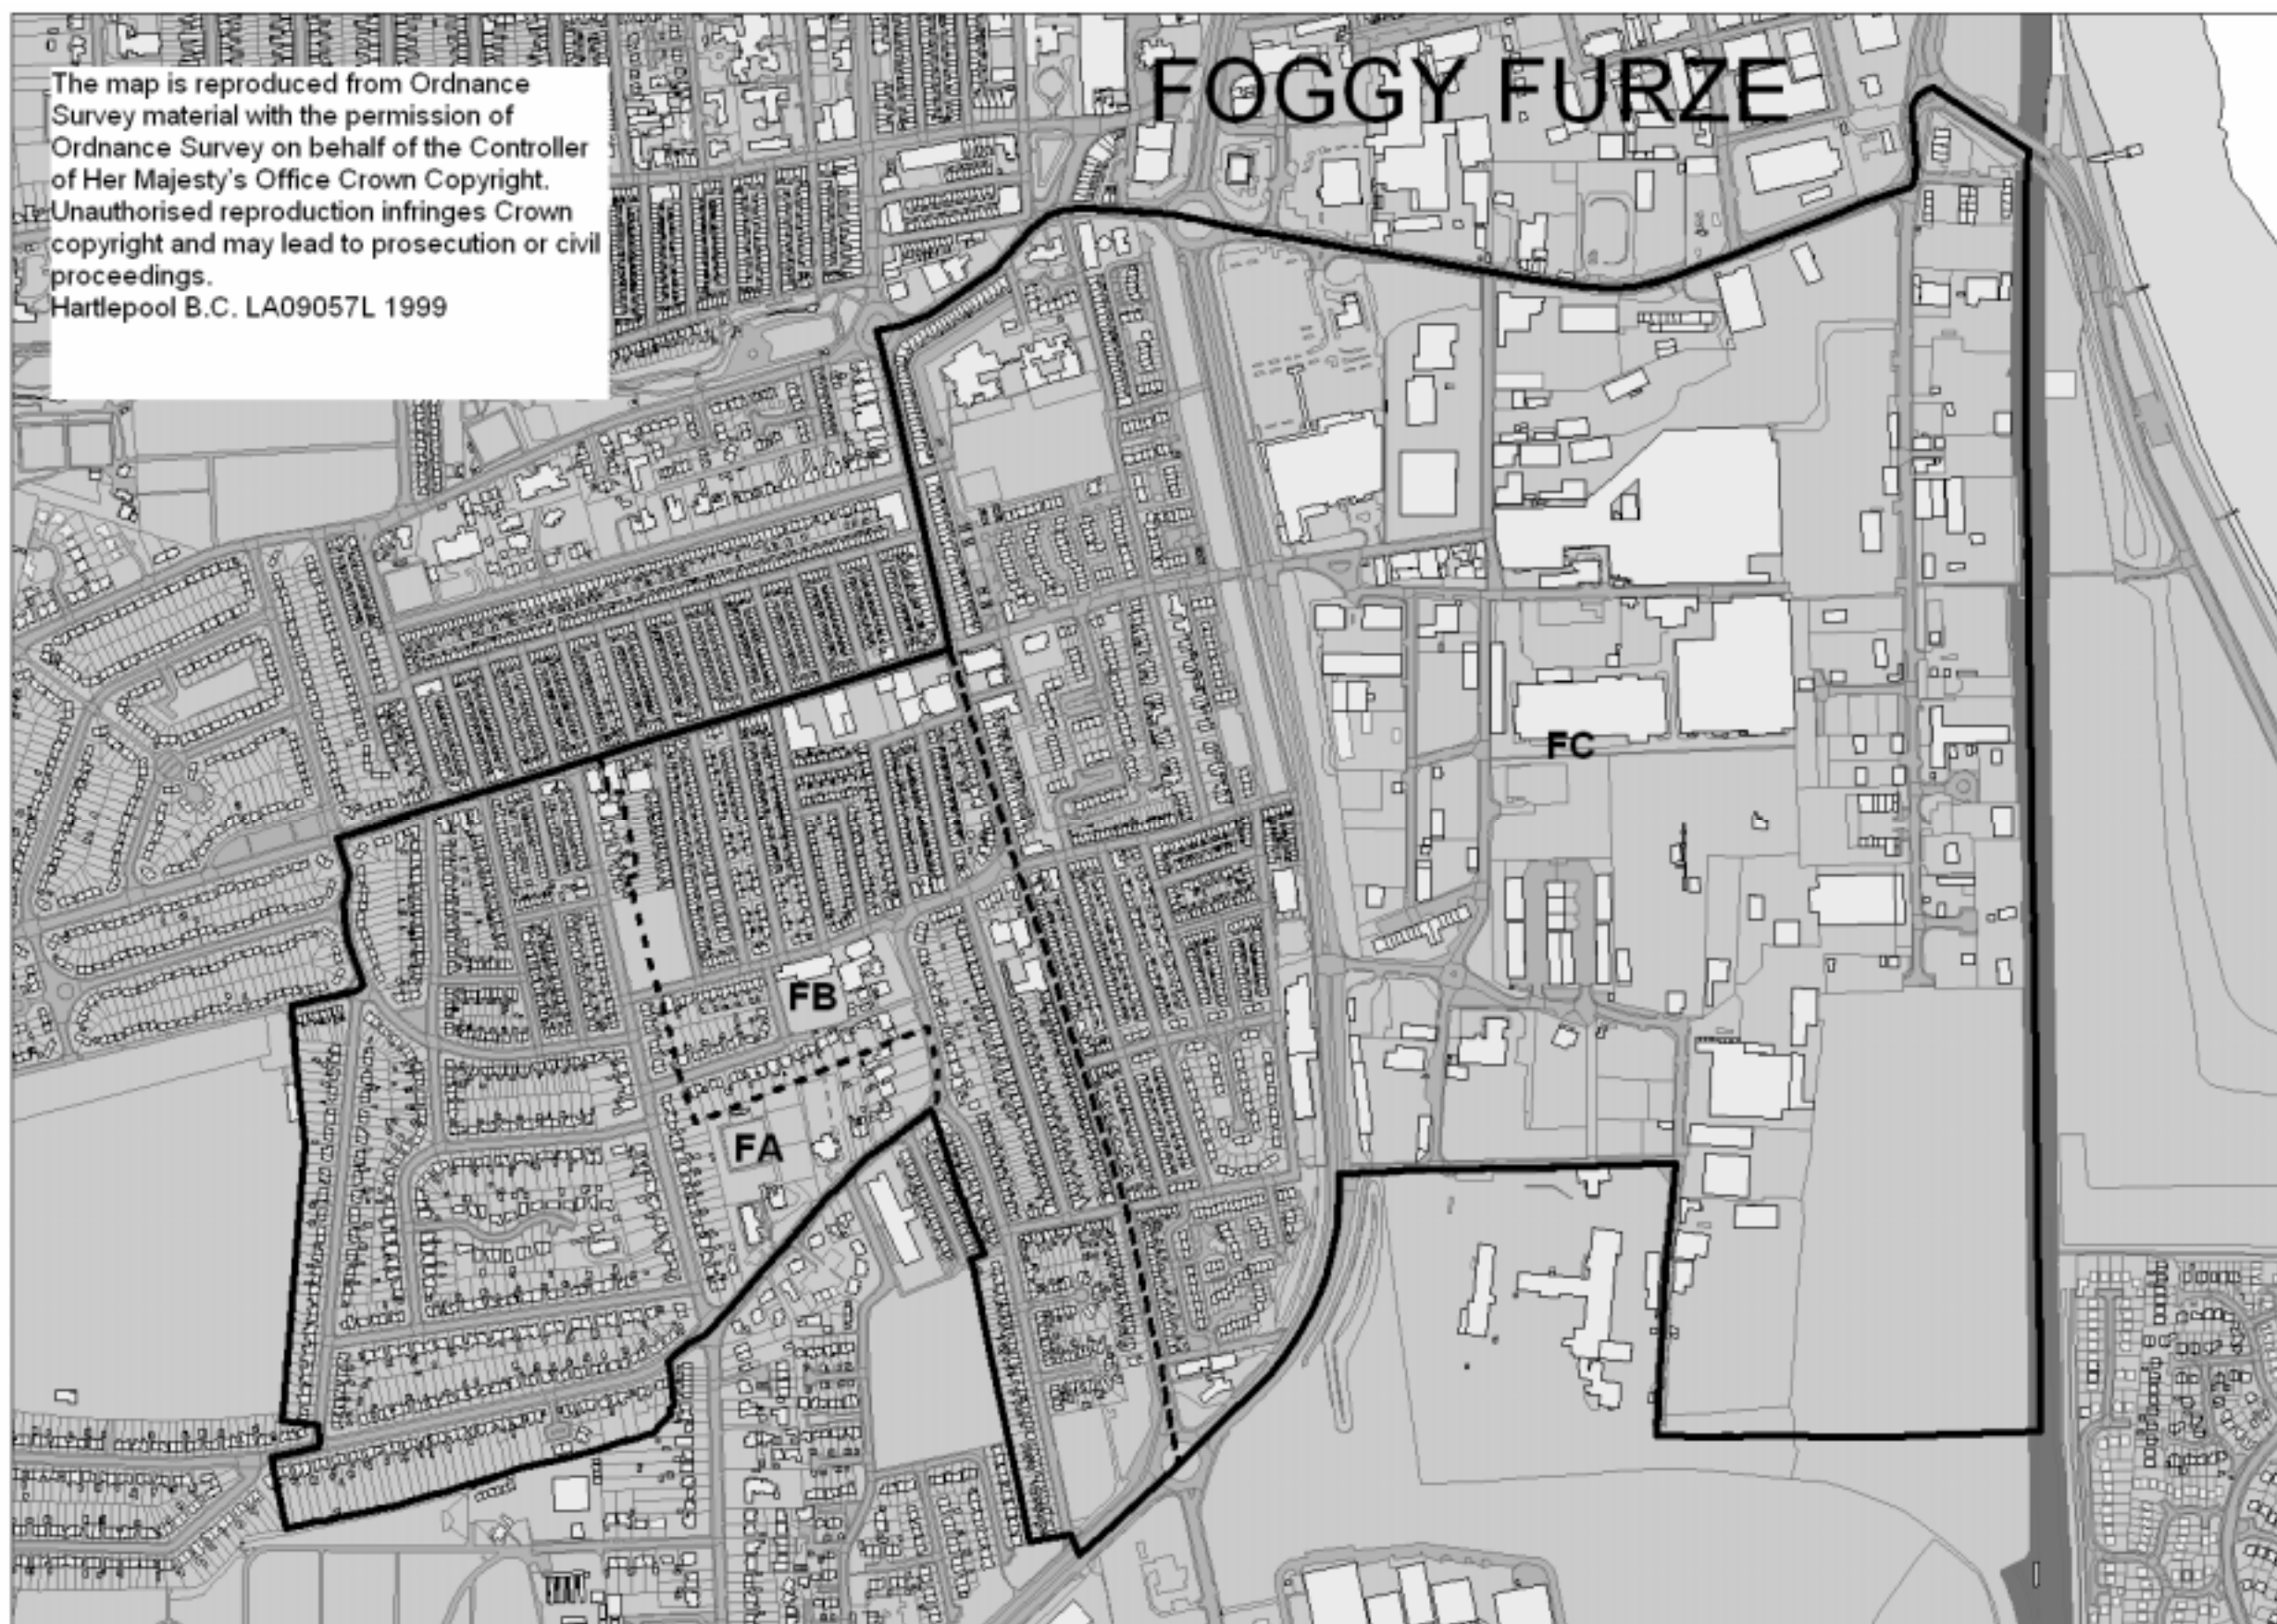 FOGGY FURZE
The map is reproduced from Ordnance
Survey material with the permission of
Ordnance Survey on behalf of the Controller
of Her Majesty's Office Crown Copyright.
Unauthorised reproduction infringes Crown
copyright and may lead to prosecution or civil
proceedings.
Hartlepool B.C. LA09057L 1999
FC
FB
FA